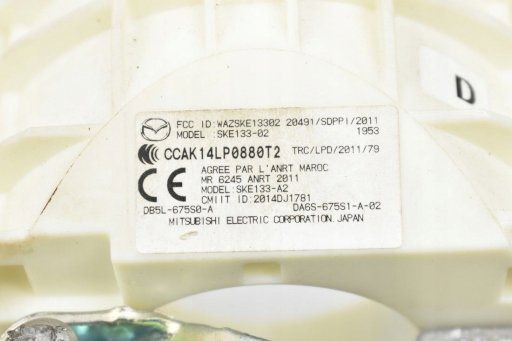 FCC ID:WAZSKE13302 20491/SDPPI/2011
MODEL :SKE133-02 1953
CCAK14LP0880T2 TRC/LPD/2011/79
AGREE PAR L'ANRT MAROC
MR 6245 ANRT 2011
CE MODEL:SKE133-A2
CMIIT ID:2014DJ1781
DB5L-675S0-A DA6S-675S1-A-02
MITSUBISHI ELECTRIC CORPORATION.JAPAN
D